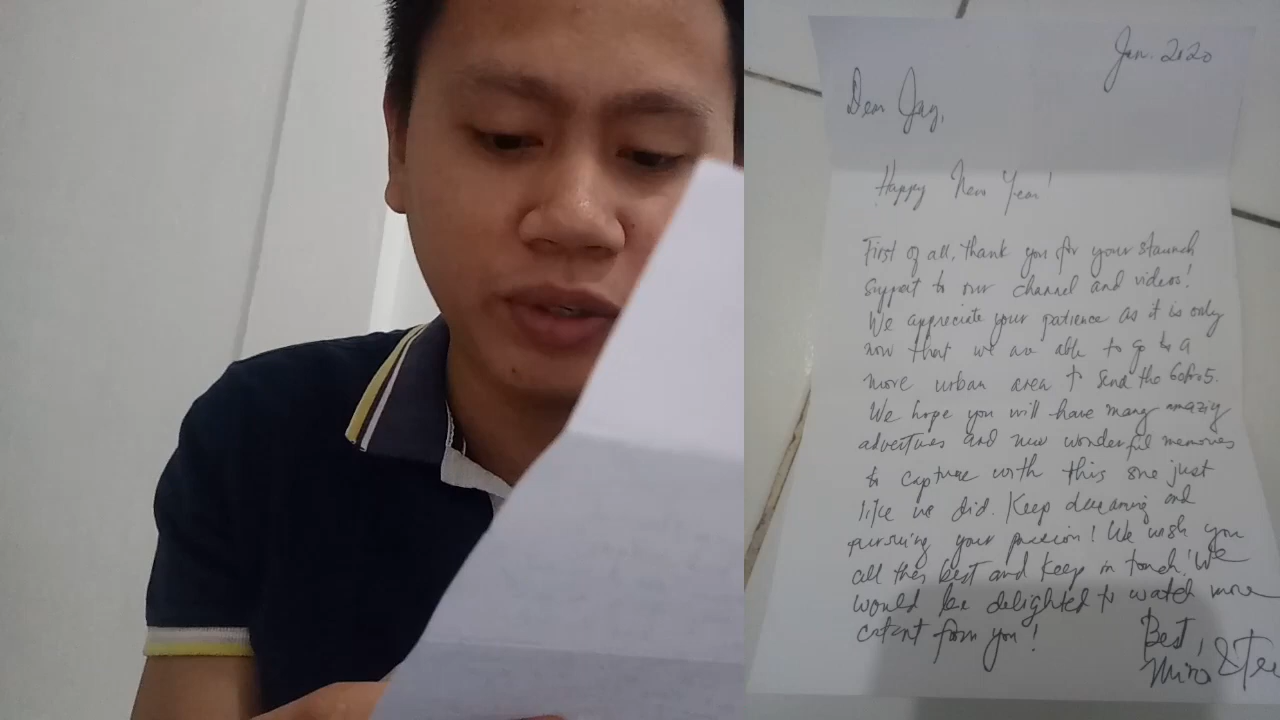 Jan. 2020
Dear Jay,
Happy New Year!
First of all, thank you for your staunch
support to our channel and videos!
We appreciate your patience as it is only
now that we are able to go to a
more urban area to send the GoPro5.
We hope you will have many amazing
adventures and new wonderful memories
to capture with this one just
like we did. Keep dreaming and
pursuing your passion! We wish you
all the best and keep in touch! We
would be delighted to watch more
content from you!
Best,
&